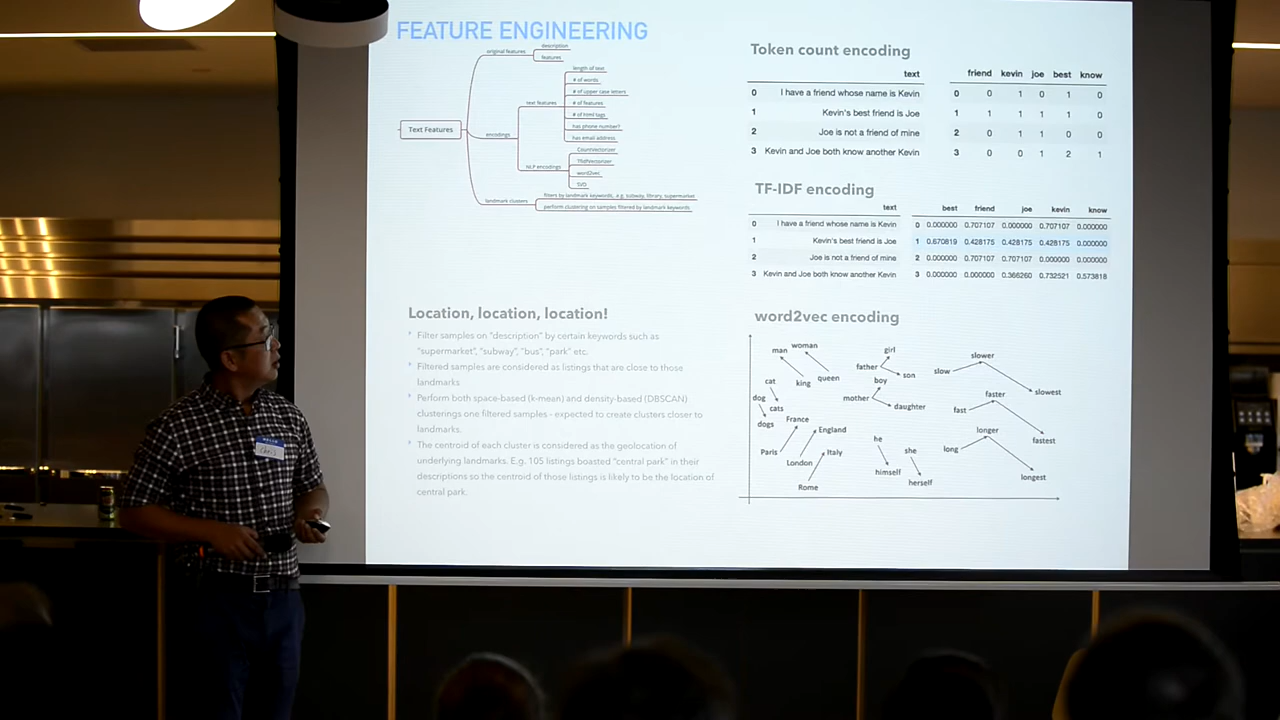 FEATURE ENGINEERING
Text Features
original features
description
features
encodings
text features
length of text
# of words
# of upper case letters
# of features
# of html tags
has phone number?
has email address
NLP encodings
CountVectorizer
TfidfVectorizer
word2vec
SVD
landmark clusters
filters by landmark keywords, e.g. subway, library, supermarket
perform clustering on samples filtered by landmark keywords
Location, location, location!
Filter samples on "description" by certain keywords such as
"supermarket", "subway", "bus", "park" etc.
Filtered samples are considered as listings that are close to those
landmarks
Perform both space-based (k-mean) and density-based (DBSCAN)
clusterings one filtered samples - expected to create clusters closer to
landmarks.
The centroid of each cluster is considered as the geolocation of
underlying landmarks. E.g. 105 listings boasted "central park" in their
descriptions so the centroid of those listings is likely to be the location of
central park.
Token count encoding
text friend kevin joe best know
0 I have a friend whose name is Kevin 0 0 1 0 1 0
1 Kevin's best friend is Joe 1 1 1 1 1 0
2 Joe is not a friend of mine 2 0 1 1 0 0
3 Kevin and Joe both know another Kevin 3 0 0 1 2 1
TF-IDF encoding
text best friend joe kevin know
0 I have a friend whose name is Kevin 0 0.000000 0.707107 0.000000 0.707107 0.000000
1 Kevin's best friend is Joe 1 0.670819 0.428175 0.428175 0.428175 0.000000
2 Joe is not a friend of mine 2 0.000000 0.707107 0.707107 0.000000 0.000000
3 Kevin and Joe both know another Kevin 3 0.000000 0.000000 0.366260 0.732521 0.573818
word2vec encoding
man woman girl slower
father son slow
cat king queen boy slowest
dog cats mother daughter faster
dogs France fast
England he longer fastest
Paris Italy she long
London himself longest
Rome herself
HELLO
Chris